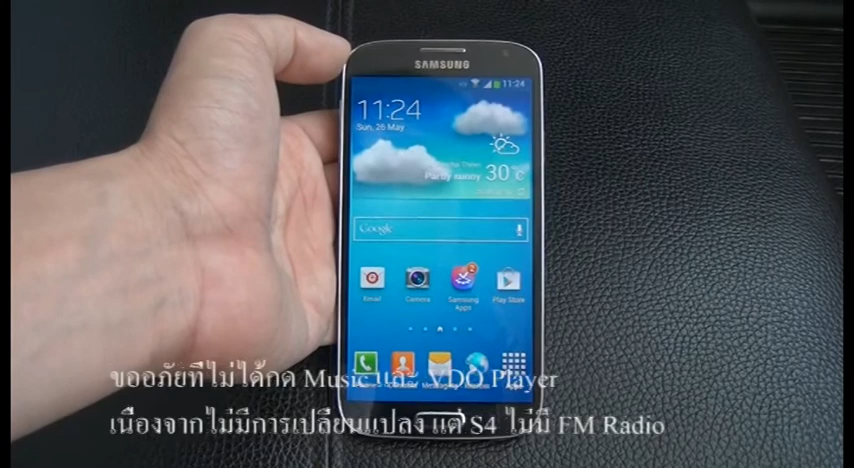 SAMSUNG
11:24
11:24
Sun, 26 May
Partly sunny 30°c
Google
Email Camera Samsung Apps Play Store
2
Messaging
ขออภัยที่ไม่ได้กด Music และ VDO Player
เนื่องจากไม่มีการเปลี่ยนแปลง แต่ S4 ไม่มี FM Radio